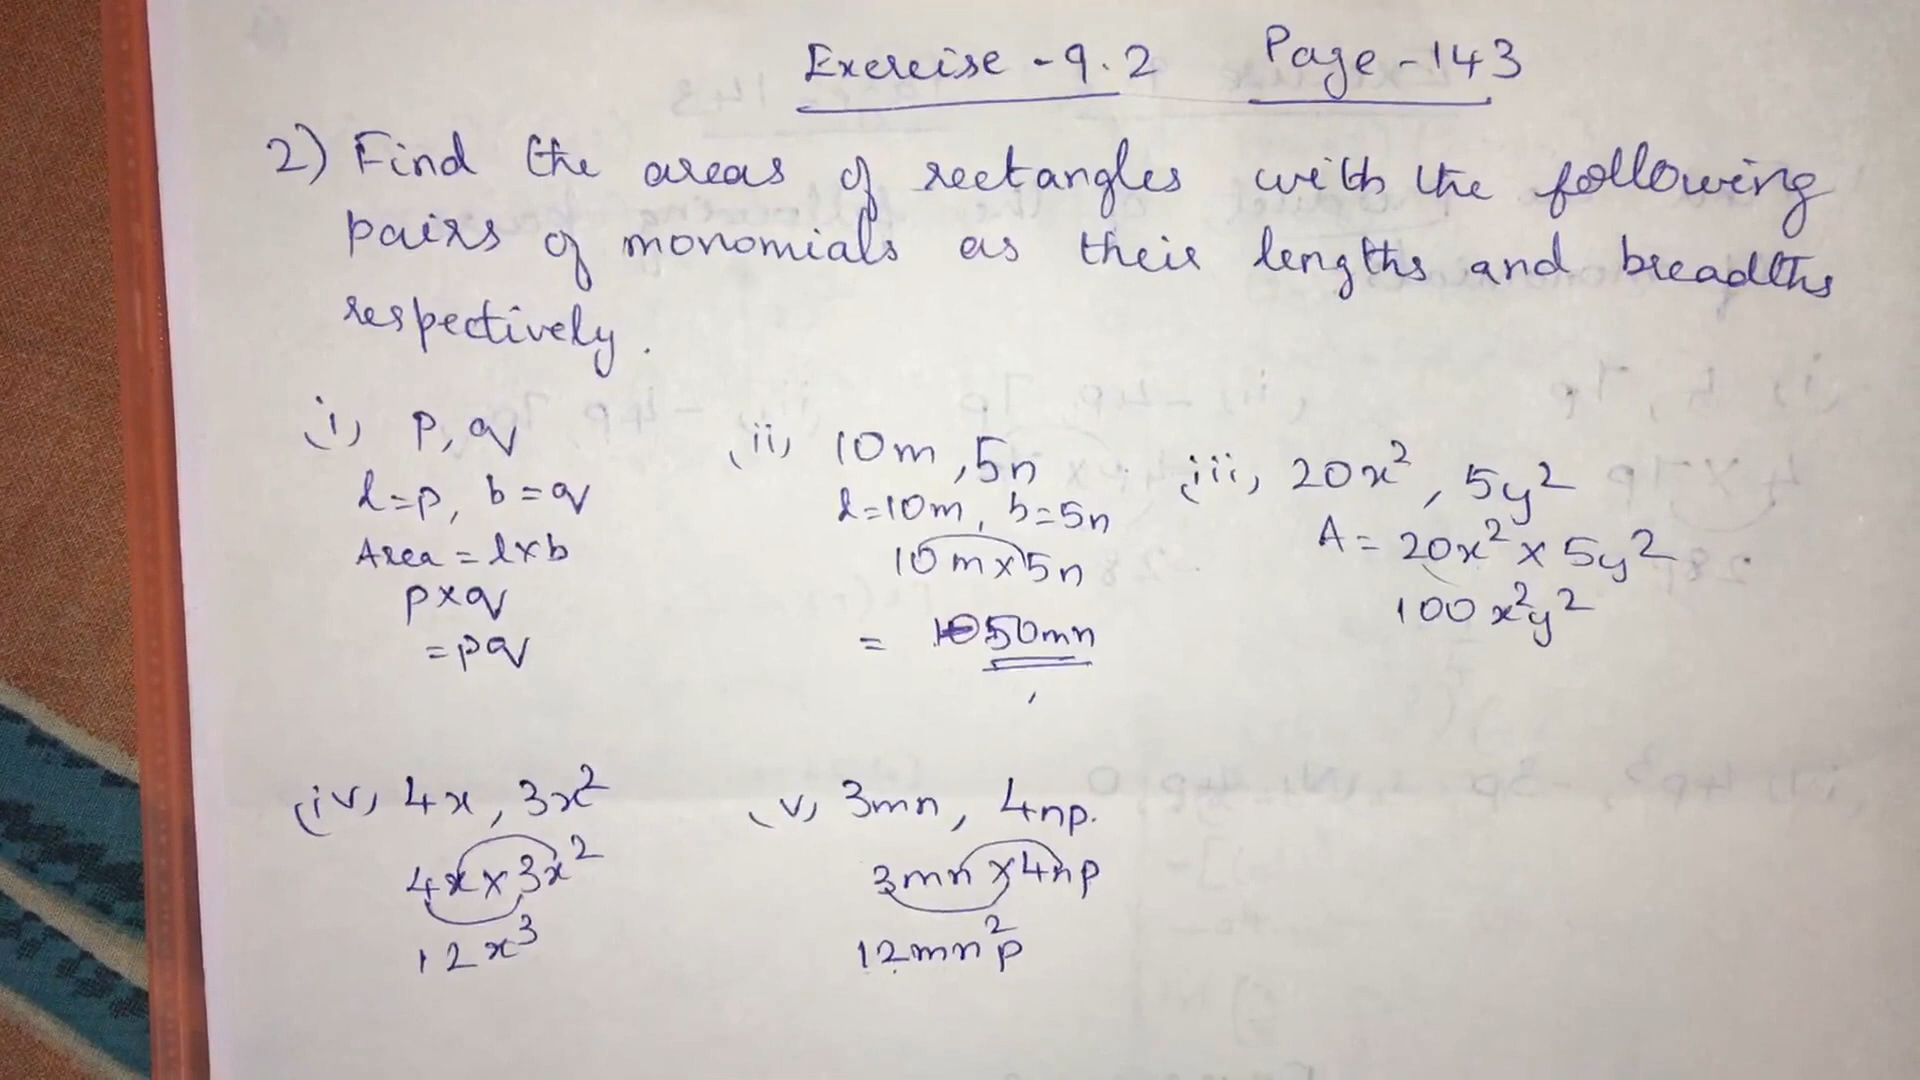 Exercise - 9.2 Page - 143
2) Find the areas of rectangles with the following
pairs of monomials as their lengths and breadths
respectively.
(i) p, q
l = p, b = q
Area = l × b
p × q
= pq
(ii) 10m, 5n
l = 10m, b = 5n
10m × 5n
= 50mn
(iii) 20x², 5y²
A = 20x² × 5y²
100x²y²
(iv) 4x, 3x²
4x × 3x²
12x³
(v) 3mn, 4np.
3mn × 4np
12mn²p